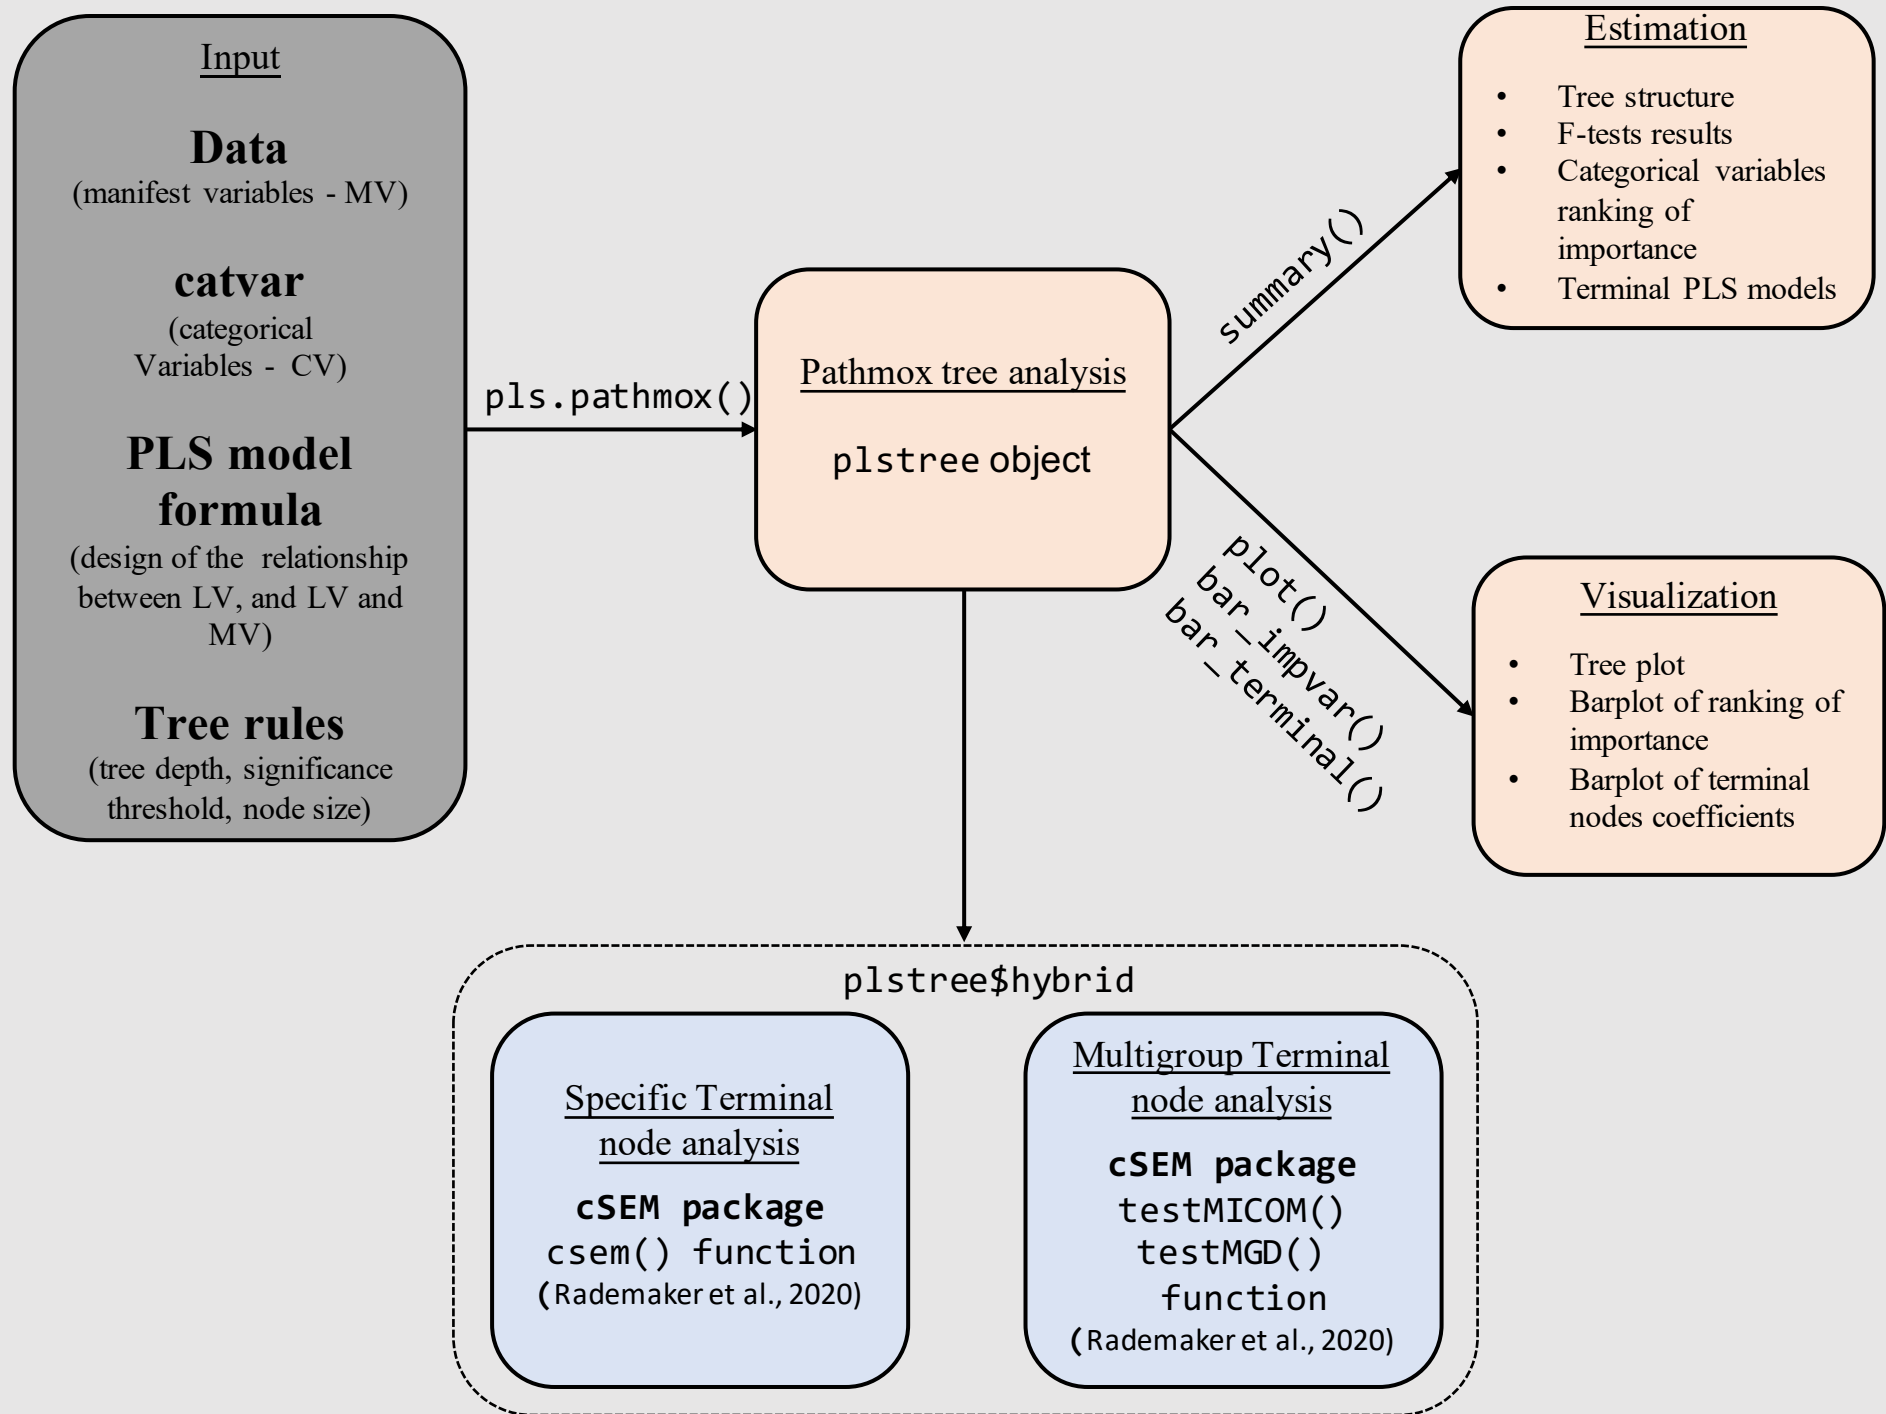 Input
Data
(manifest variables - MV)
catvar
(categorical
Variables - CV)
PLS model
formula
(design of the relationship
between LV, and LV and
MV)
Tree rules
(tree depth, significance
threshold, node size)
pls.pathmox()
Pathmox tree analysis
plstree object
summary()
Estimation
• Tree structure
• F-tests results
• Categorical variables
ranking of
importance
• Terminal PLS models
plot()
bar_impvar()
bar_terminal()
Visualization
• Tree plot
• Barplot of ranking of
importance
• Barplot of terminal
nodes coefficients
plstree$hybrid
Specific Terminal
node analysis
cSEM package
csem() function
(Rademaker et al., 2020)
Multigroup Terminal
node analysis
cSEM package
testMICOM()
testMGD()
function
(Rademaker et al., 2020)